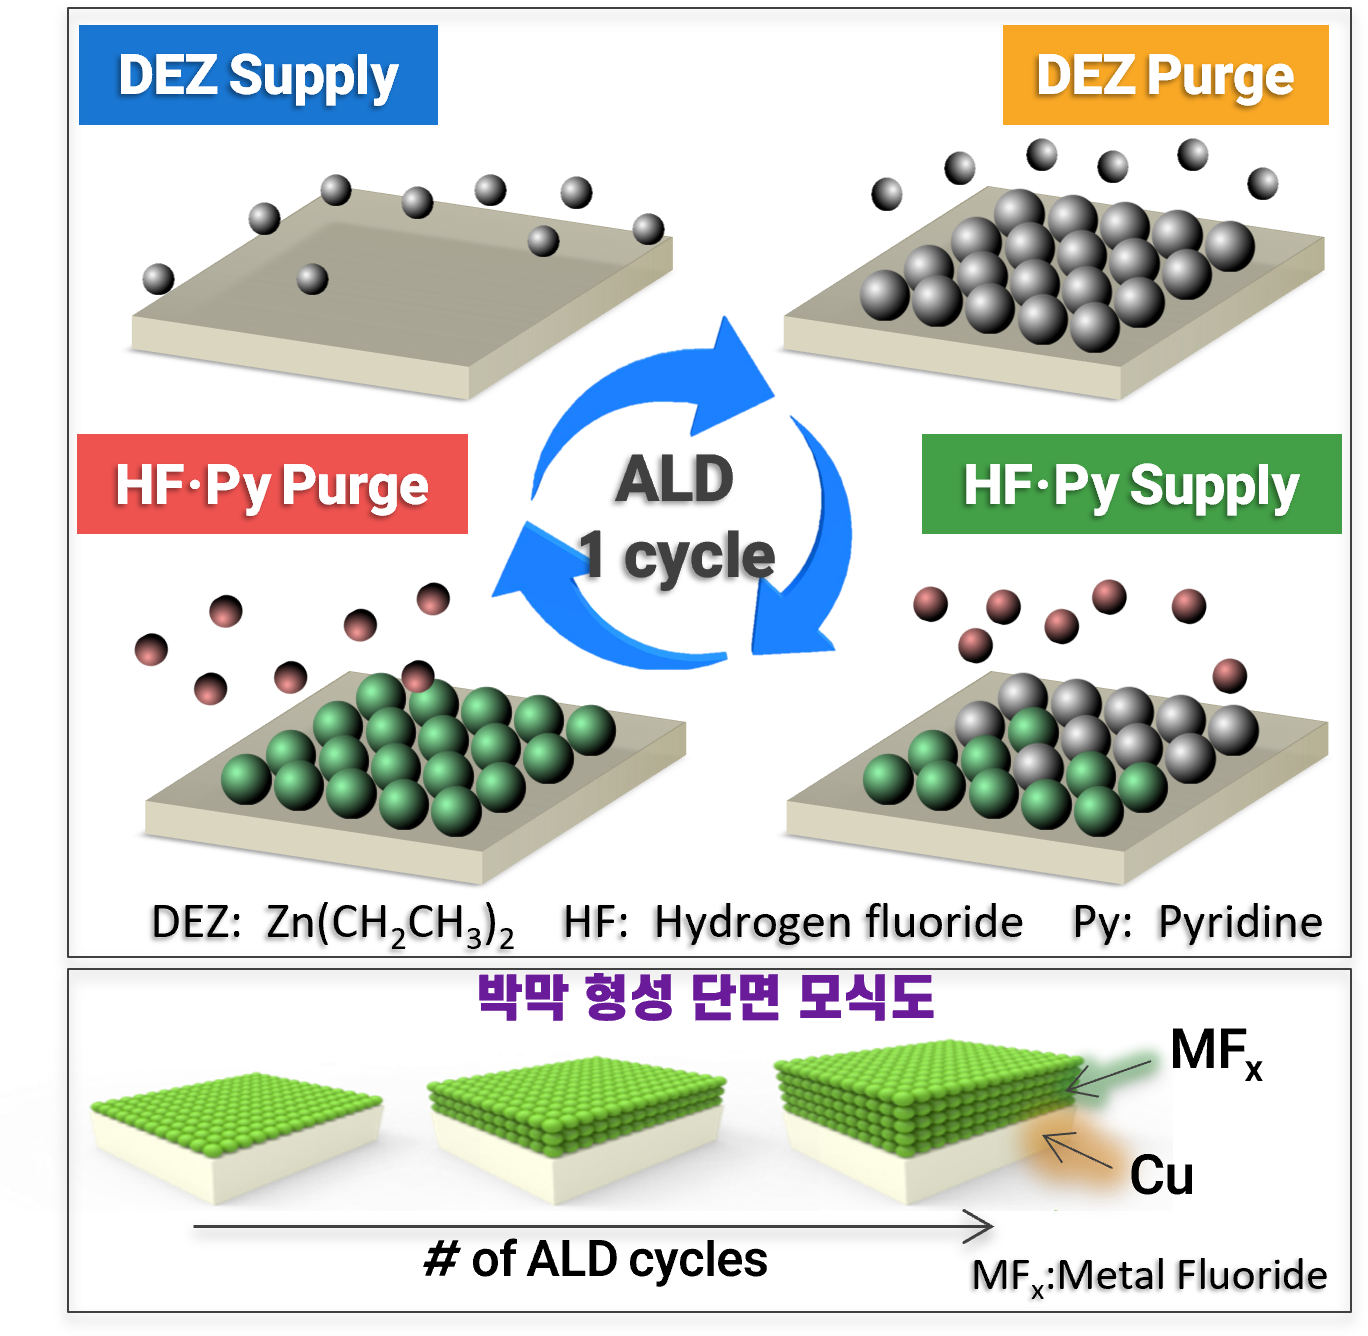 DEZ Supply
DEZ Purge
ALD
1 cycle
HF·Py Purge
HF·Py Supply
DEZ: Zn(CH₂CH₃)₂ HF: Hydrogen fluoride Py: Pyridine
박막 형성 단면 모식도
MFₓ
Cu
# of ALD cycles
MFₓ:Metal Fluoride